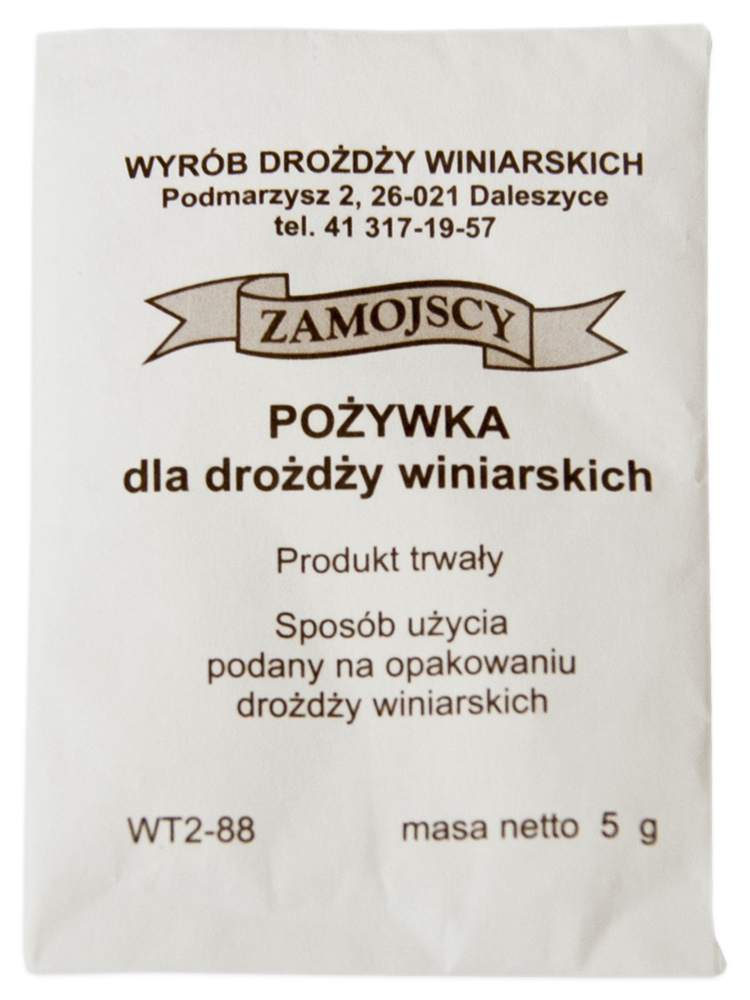 WYRÓB DROŻDŻY WINIARSKICH
Podmarzysz 2, 26-021 Daleszyce
tel. 41 317-19-57
ZAMOJSCY
POŻYWKA
dla drożdży winiarskich
Produkt trwały
Sposób użycia
podany na opakowaniu
drożdży winiarskich
WT2-88 masa netto 5 g